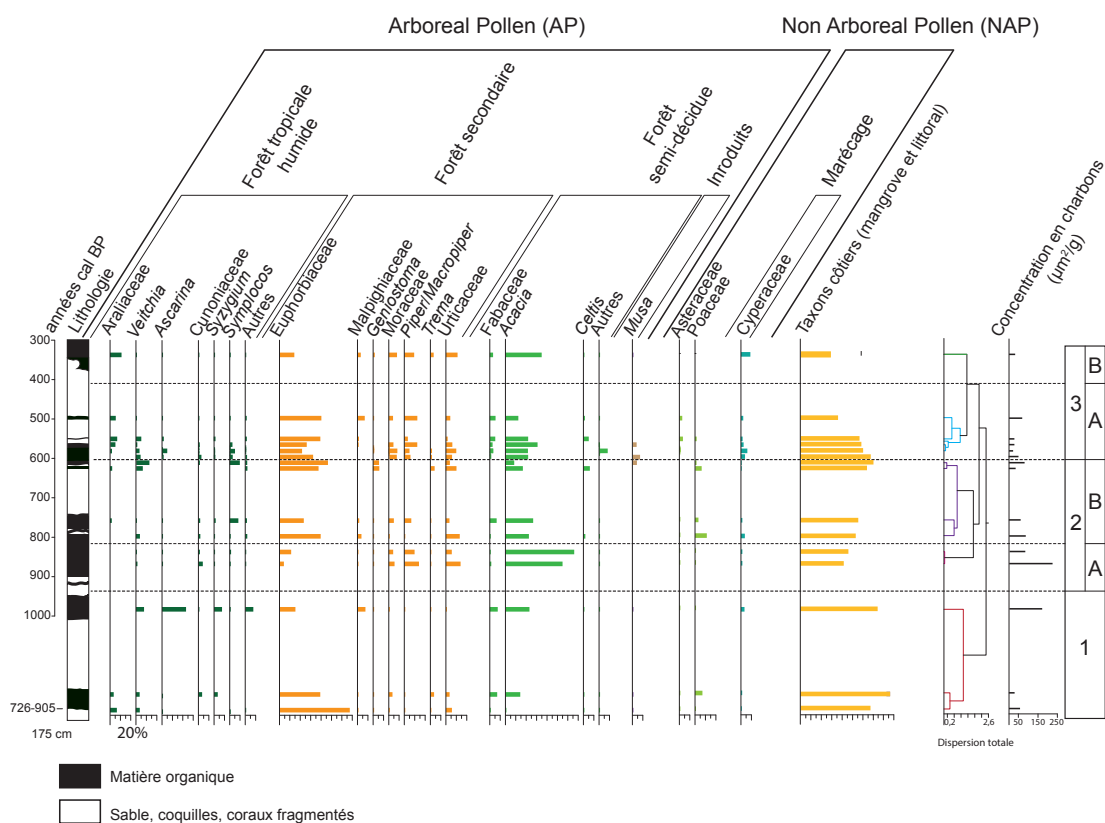 Arboreal Pollen (AP)
Non Arboreal Pollen (NAP)
Forêt tropicale
humide
Forêt secondaire
Forêt
semi-décidue
Inroduits
Marécage
Taxons côtiers (mangrove et littoral)
Concentration en charbons
(µm²/g)
années cal BP
Lithologie
Araliaceae
Veitchia
Ascarina
Cunoniaceae
Syzygium
Symplocos
Autres
Euphorbiaceae
Malpighiaceae
Geniostoma
Moraceae
Piper/Macropiper
Trema
Urticaceae
Fabaceae
Acacia
Celtis
Autres
Musa
Asteraceae
Poaceae
Cyperaceae
300
400
500
600
700
800
900
1000
726-905
175 cm
20%
B
3
A
B
2
A
1
0,2
2,6
50
150
250
Dispersion totale
Matière organique
Sable, coquilles, coraux fragmentés